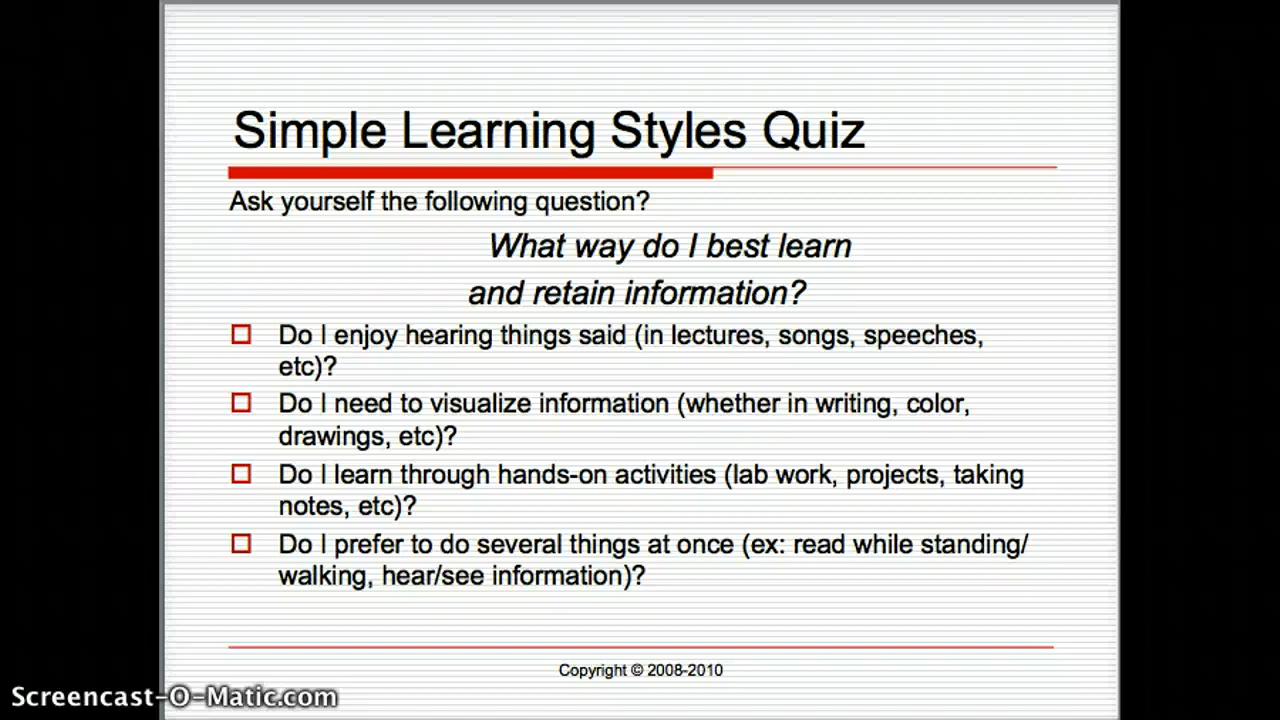 Simple Learning Styles Quiz
Ask yourself the following question?
What way do I best learn
and retain information?
Do I enjoy hearing things said (in lectures, songs, speeches,
etc)?
Do I need to visualize information (whether in writing, color,
drawings, etc)?
Do I learn through hands-on activities (lab work, projects, taking
notes, etc)?
Do I prefer to do several things at once (ex: read while standing/
walking, hear/see information)?
Copyright © 2008-2010
Screencast-O-Matic.com